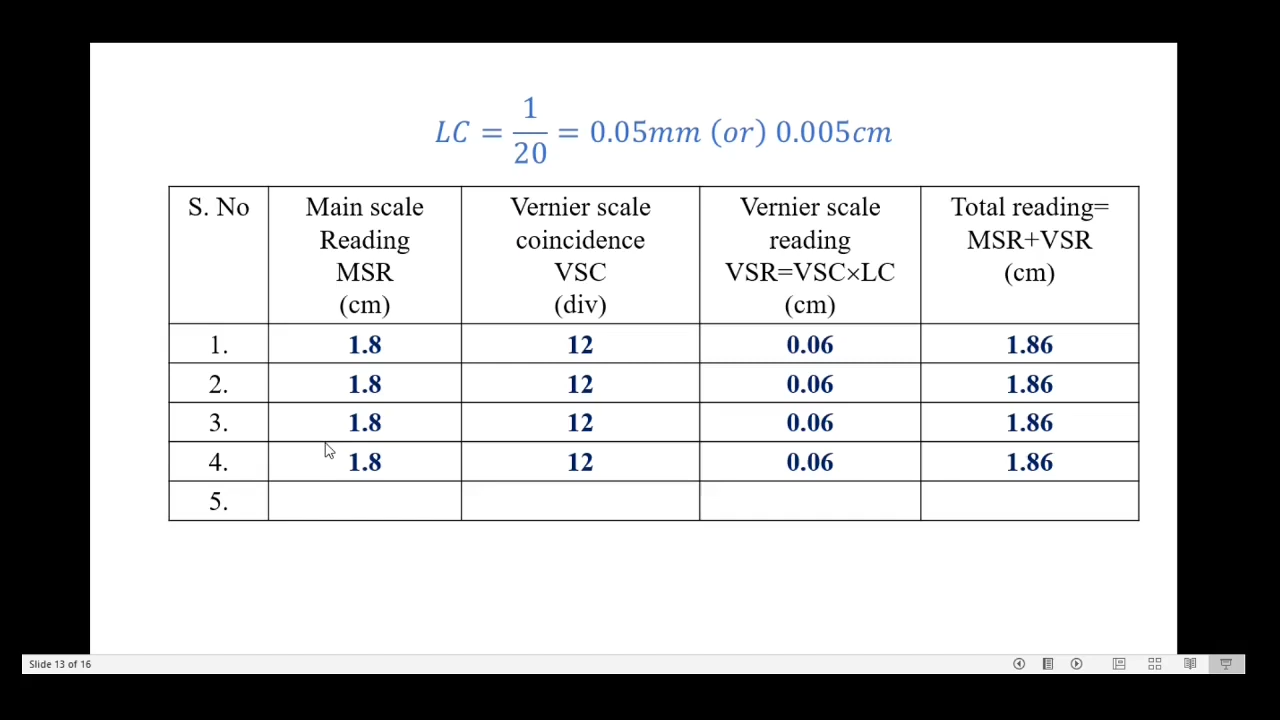 LC = 1/20 = 0.05mm (or) 0.005cm
S. No Main scale Vernier scale Vernier scale Total reading=
Reading coincidence reading MSR+VSR
MSR VSC VSR=VSC×LC (cm)
(cm) (div) (cm)
1. 1.8 12 0.06 1.86
2. 1.8 12 0.06 1.86
3. 1.8 12 0.06 1.86
4. 1.8 12 0.06 1.86
5.
Slide 13 of 16